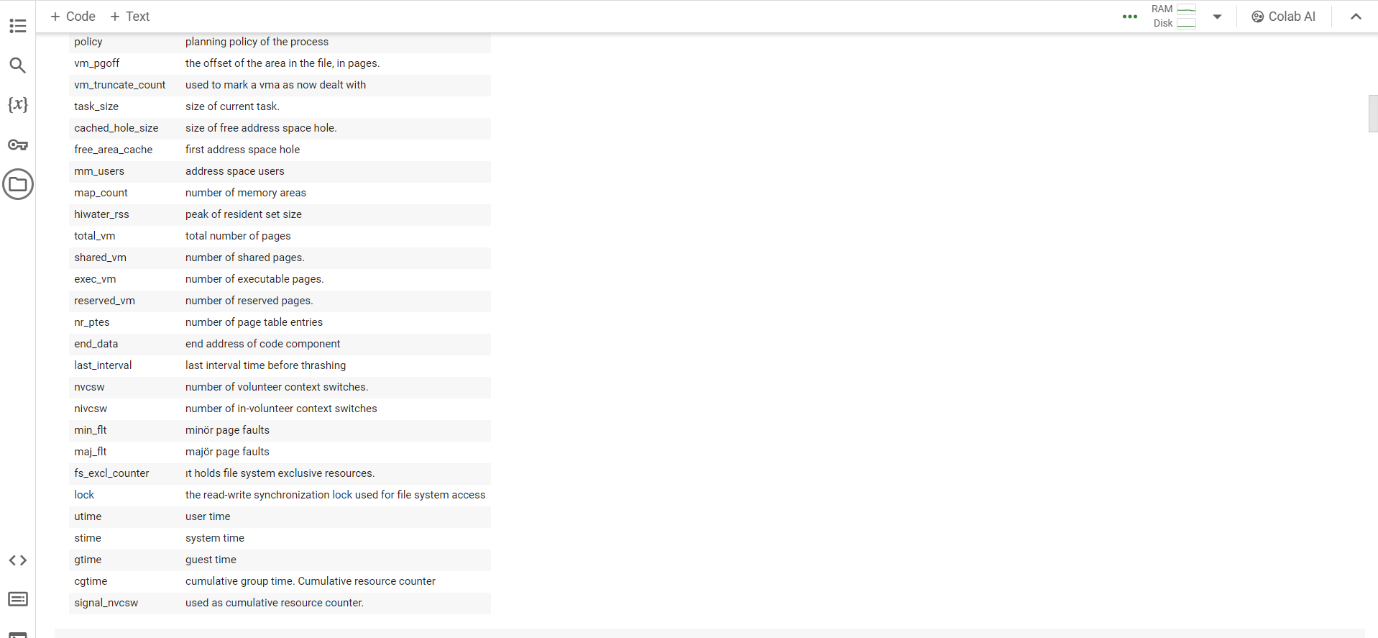 + Code + Text
RAM
Disk
Colab AI
{x}
policy planning policy of the process
vm_pgoff the offset of the area in the file, in pages.
vm_truncate_count used to mark a vma as now dealt with
task_size size of current task.
cached_hole_size size of free address space hole.
free_area_cache first address space hole
mm_users address space users
map_count number of memory areas
hiwater_rss peak of resident set size
total_vm total number of pages
shared_vm number of shared pages.
exec_vm number of executable pages.
reserved_vm number of reserved pages.
nr_ptes number of page table entries
end_data end address of code component
last_interval last interval time before thrashing
nvcsw number of volunteer context switches.
nivcsw number of in-volunteer context switches
min_flt minör page faults
maj_flt majör page faults
fs_excl_counter ıt holds file system exclusive resources.
lock the read-write synchronization lock used for file system access
utime user time
stime system time
gtime guest time
cgtime cumulative group time. Cumulative resource counter
signal_nvcsw used as cumulative resource counter.